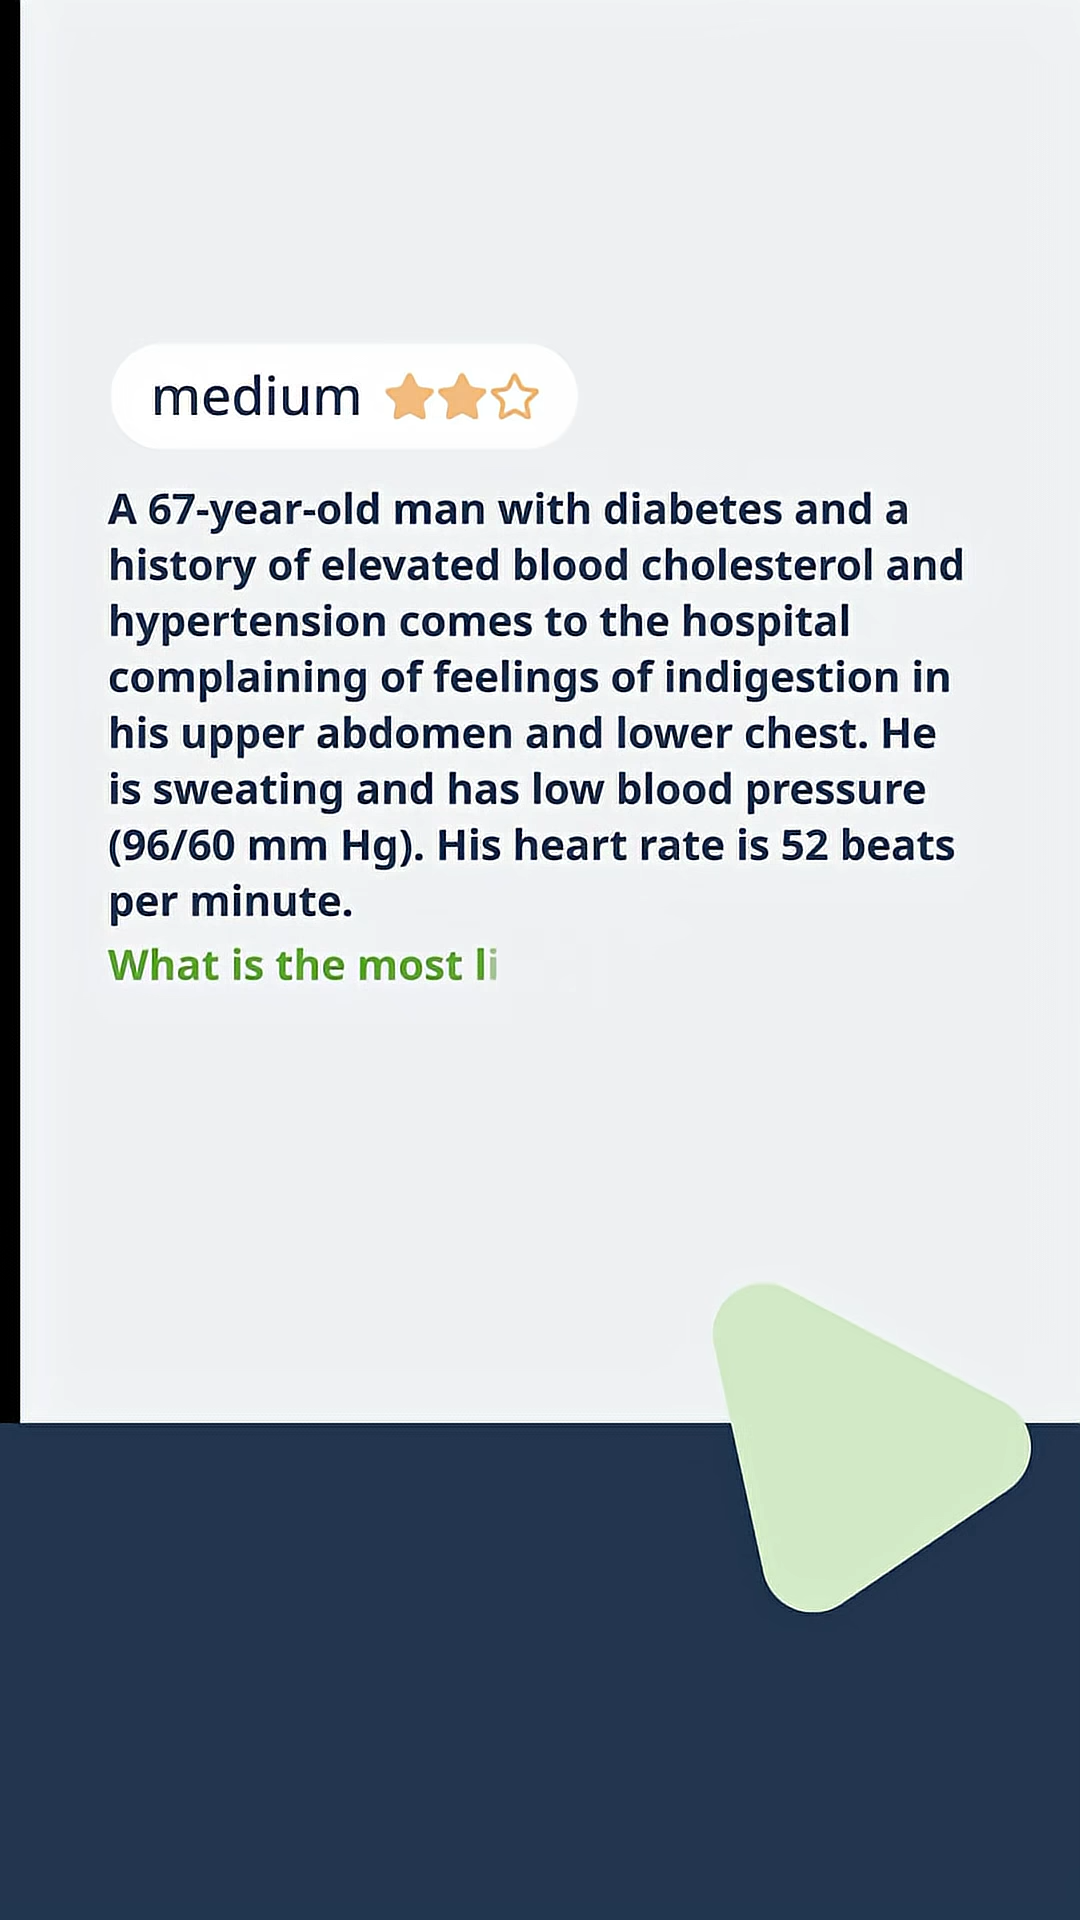 medium
A 67-year-old man with diabetes and a
history of elevated blood cholesterol and
hypertension comes to the hospital
complaining of feelings of indigestion in
his upper abdomen and lower chest. He
is sweating and has low blood pressure
(96/60 mm Hg). His heart rate is 52 beats
per minute.
What is the most li